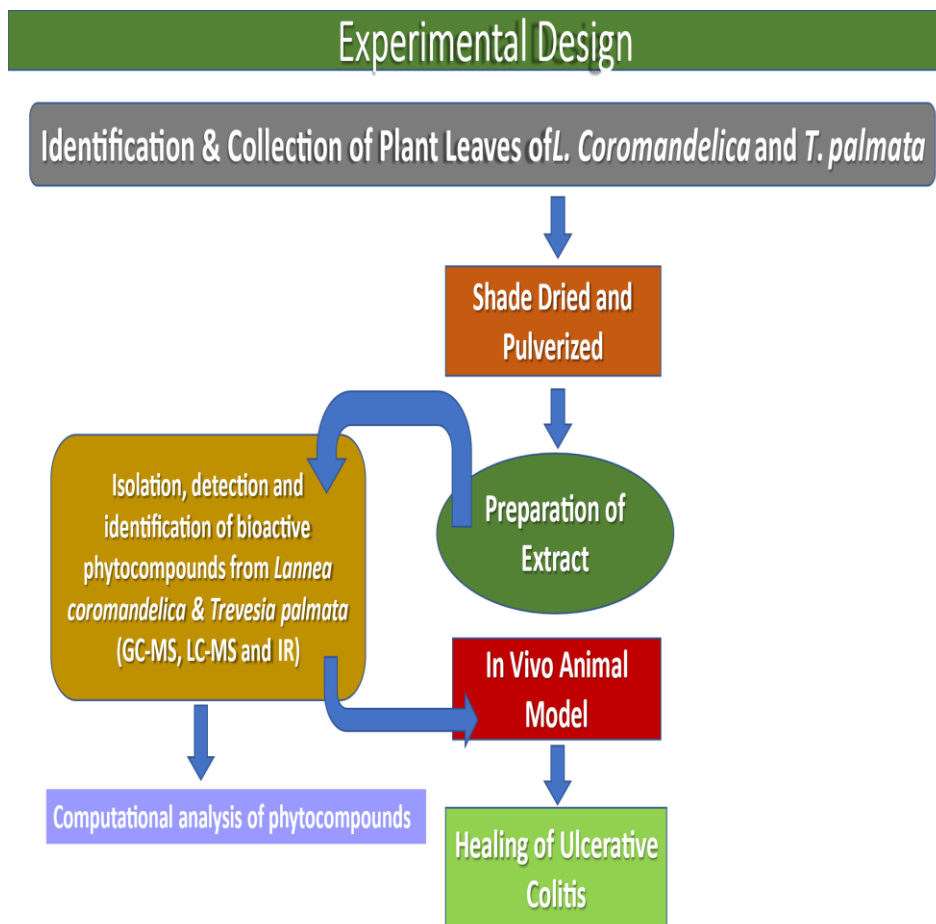 Experimental Design
Identification & Collection of Plant Leaves of L. Coromandelica and T. palmata
Shade Dried and
Pulverized
Preparation of
Extract
Isolation, detection and
identification of bioactive
phytocompounds from Lannea
coromandelica & Trevesia palmata
(GC-MS, LC-MS and IR)
In Vivo Animal
Model
Computational analysis of phytocompounds
Healing of Ulcerative
Colitis